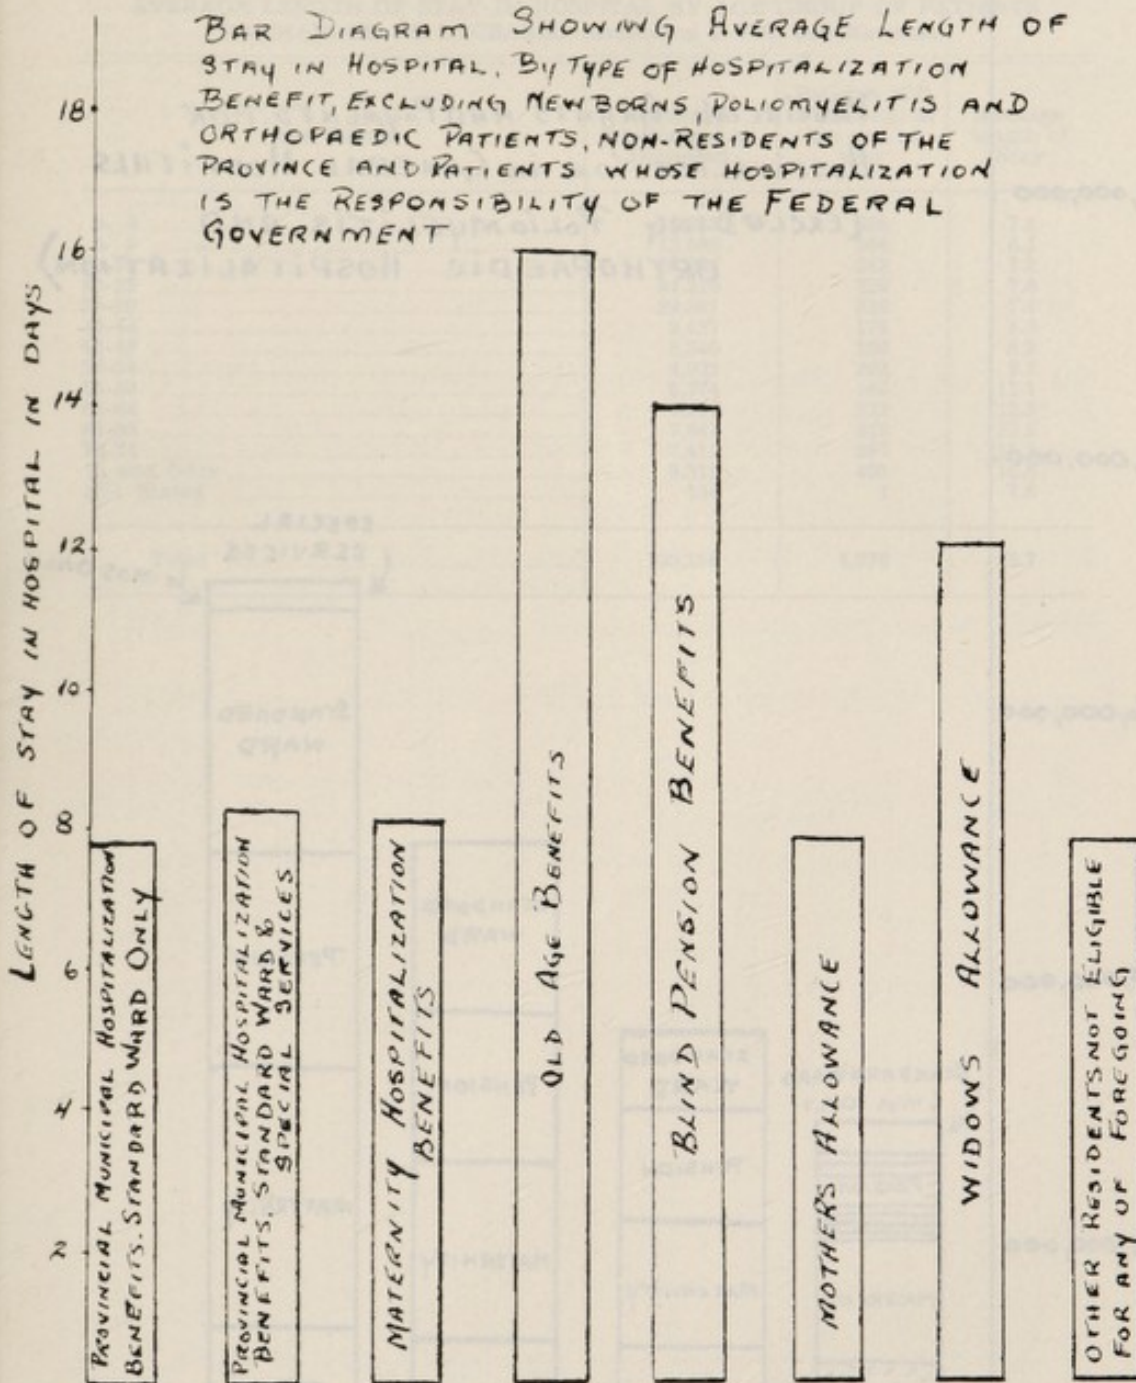 BAR DIAGRAM SHOWING AVERAGE LENGTH OF
STAY IN HOSPITAL, BY TYPE OF HOSPITALIZATION
BENEFIT, EXCLUDING NEWBORNS, POLIOMYELITIS AND
ORTHOPAEDIC PATIENTS, NON-RESIDENTS OF THE
PROVINCE AND PATIENTS WHOSE HOSPITALIZATION
IS THE RESPONSIBILITY OF THE FEDERAL
GOVERNMENT
LENGTH OF STAY IN HOSPITAL IN DAYS
18
16
14
12
10
8
6
4
2
PROVINCIAL MUNICIPAL HOSPITALIZATION
BENEFITS. STANDARD WARD ONLY
PROVINCIAL MUNICIPAL HOSPITALIZATION
BENEFITS. STANDARD WARD &
SPECIAL SERVICES
MATERNITY HOSPITALIZATION
BENEFITS
OLD AGE BENEFITS
BLIND PENSION BENEFITS
MOTHERS ALLOWANCE
WIDOWS ALLOWANCE
OTHER RESIDENTS NOT ELIGIBLE
FOR ANY OF FOREGOING